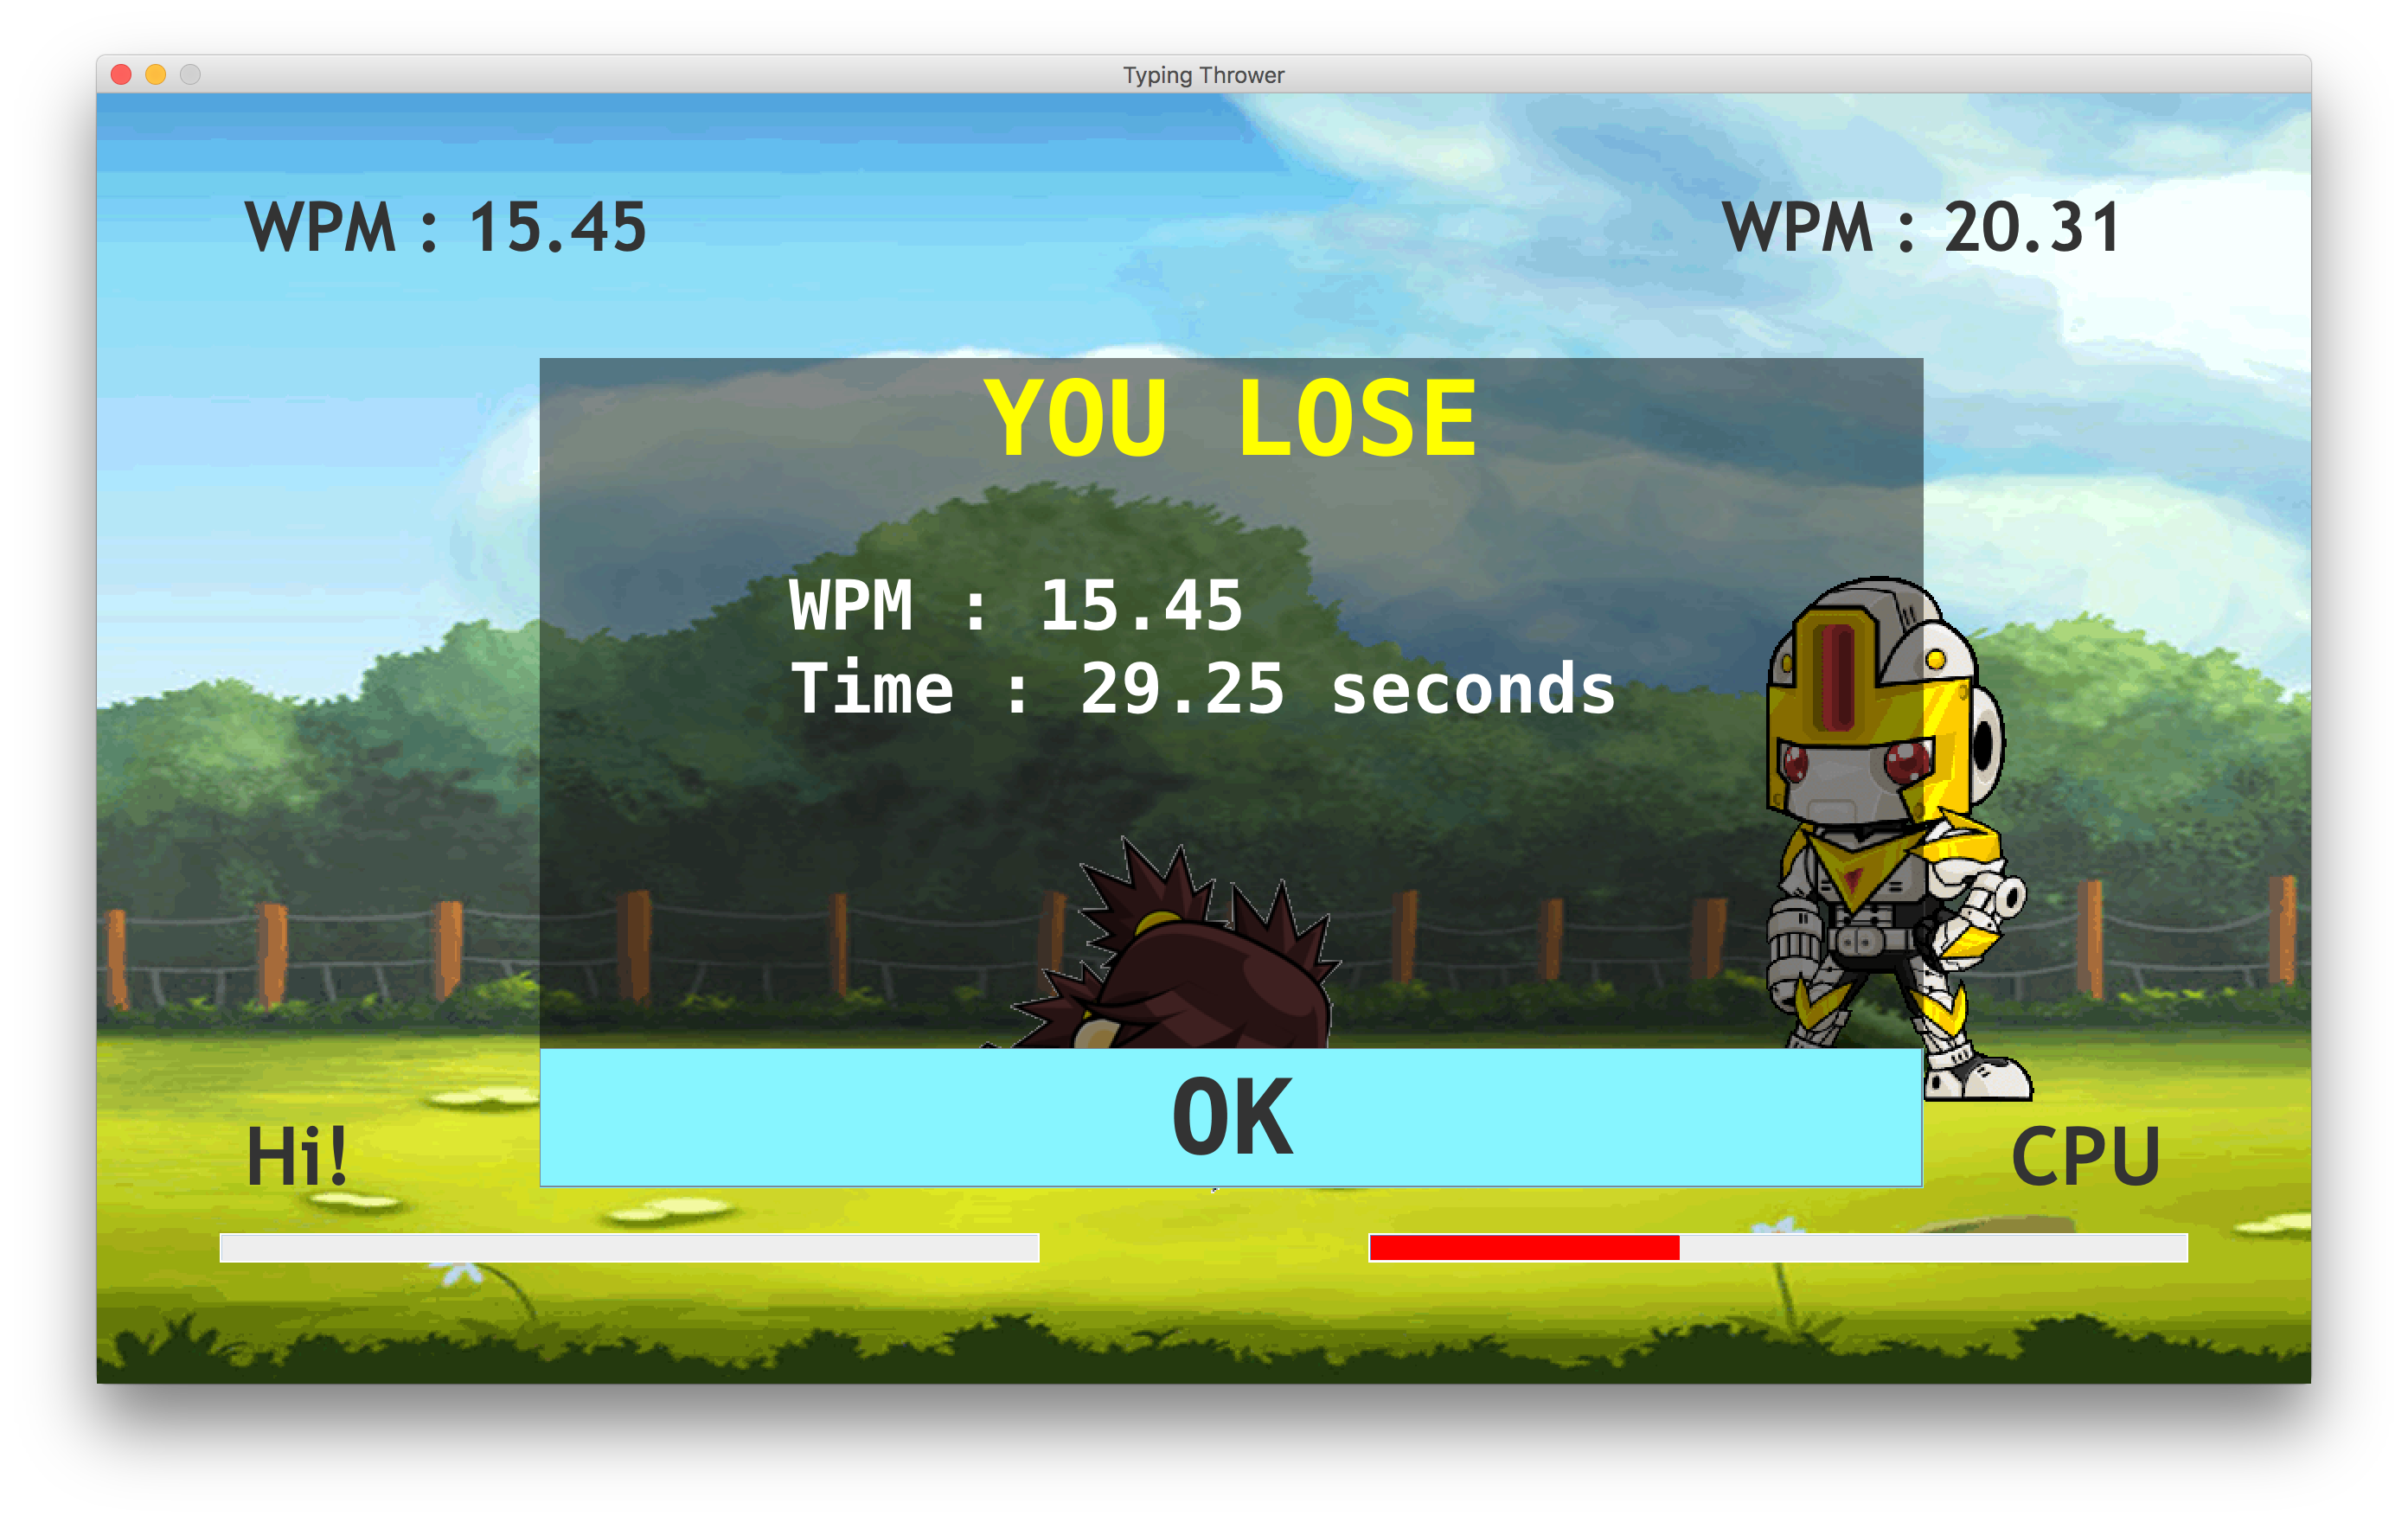 Typing Thrower
WPM : 15.45
WPM : 20.31
YOU LOSE
WPM : 15.45
Time : 29.25 seconds
OK
Hi!
CPU